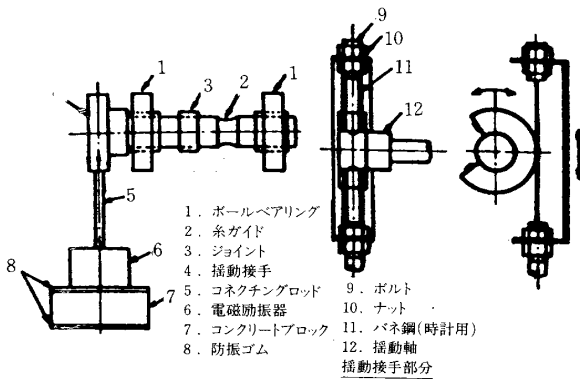 9
10
11
12
1
3
2
1
5
6
8
7
1．ボールベアリング
2．糸ガイド
3．ジョイント
4．揺動接手
5．コネクチングロッド
6．電磁励振器
7．コンクリートブロック
8．防振ゴム
9．ボルト
10．ナット
11．バネ鋼(時計用)
12．揺動軸
揺動接手部分